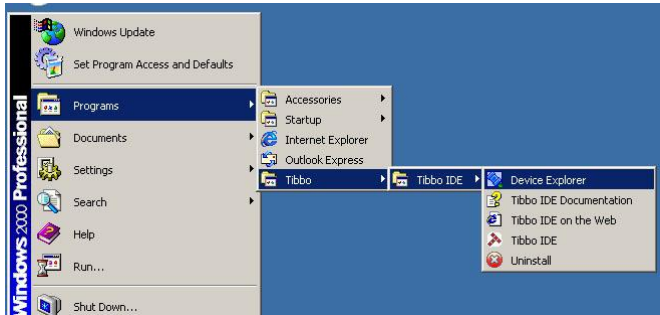 Windows 2000 Professional
Windows Update
Set Program Access and Defaults
Programs
Documents
Settings
Search
Help
Run...
Shut Down...
Accessories
Startup
Internet Explorer
Outlook Express
Tibbo
Tibbo IDE
Device Explorer
Tibbo IDE Documentation
Tibbo IDE on the Web
Tibbo IDE
Uninstall